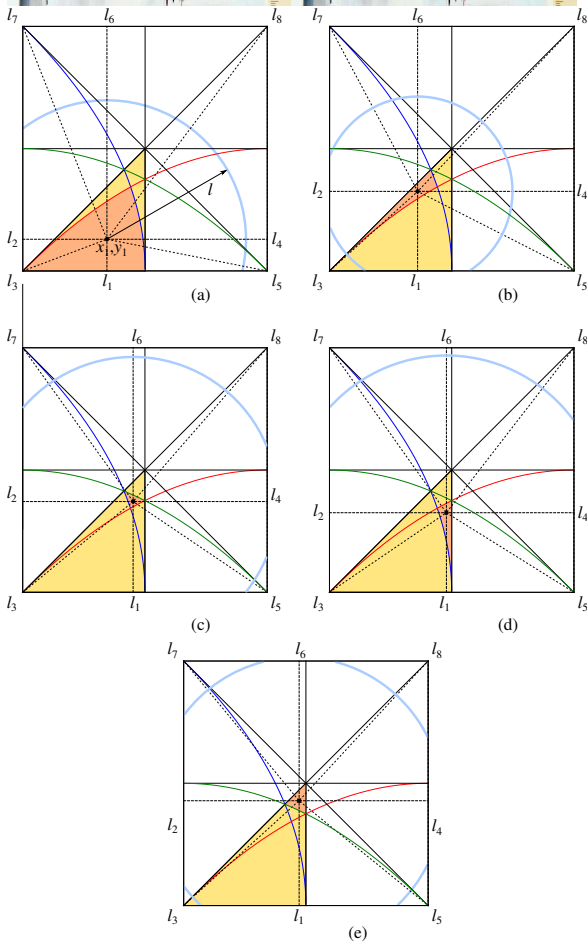 l7 l6 l8
l l2 l4
x1,y1
l3 l1 l5
(a)
l7 l6 l8
l2 l4
l3 l1 l5
(b)
l7 l6 l8
l2 l4
l3 l1 l5
(c)
l7 l6 l8
l2 l4
l3 l1 l5
(d)
l7 l6 l8
l2 l4
l3 l1 l5
(e)